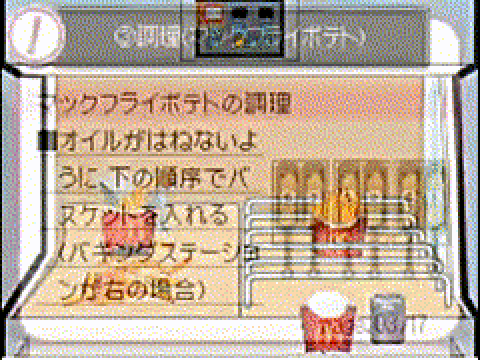 ③調理(マックフライポテト)
マックフライポテトの調理
■オイルがはねないよ
うに、下の順序でバ
スケットを入れる
(パキングステーショ
ンが右の場合)
03/17